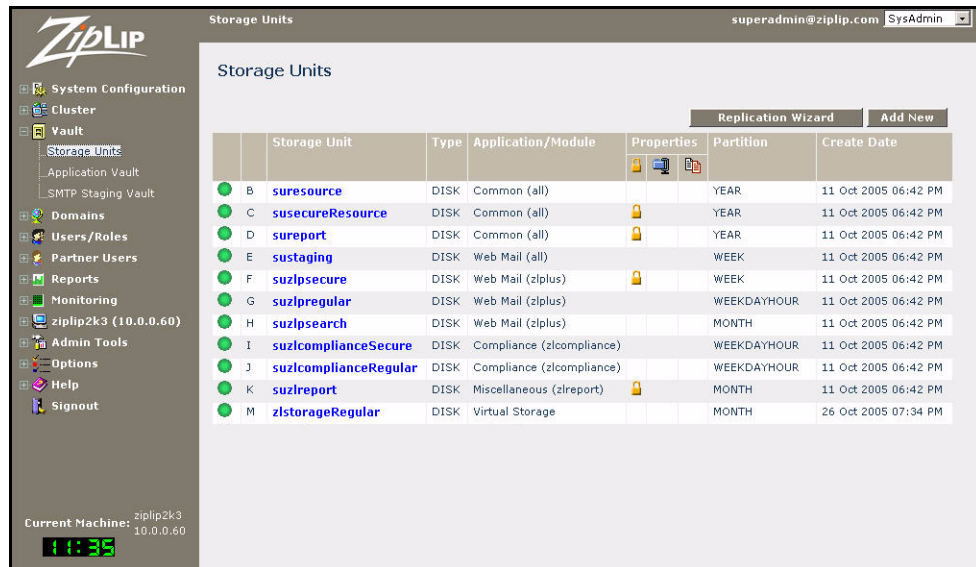 ZipLip
Storage Units
superadmin@ziplip.com SysAdmin
System Configuration
Cluster
Vault
Storage Units
Application Vault
SMTP Staging Vault
Domains
Users/Roles
Partner Users
Reports
Monitoring
ziplip2k3 (10.0.0.60)
Admin Tools
Options
Help
Signout
Current Machine: ziplip2k3
10.0.0.60
11:35
Storage Units
Replication Wizard Add New
Storage Unit Type Application/Module Properties Partition Create Date
B suresource DISK Common (all) YEAR 11 Oct 2005 06:42 PM
C susecureResource DISK Common (all) YEAR 11 Oct 2005 06:42 PM
D sureport DISK Common (all) YEAR 11 Oct 2005 06:42 PM
E sustaging DISK Web Mail (all) WEEK 11 Oct 2005 06:42 PM
F suzlpsecure DISK Web Mail (zlplus) WEEK 11 Oct 2005 06:42 PM
G suzlpregular DISK Web Mail (zlplus) WEEKDAYHOUR 11 Oct 2005 06:42 PM
H suzlpsearch DISK Web Mail (zlplus) MONTH 11 Oct 2005 06:42 PM
I suzlcomplianceSecure DISK Compliance (zlcompliance) WEEKDAYHOUR 11 Oct 2005 06:42 PM
J suzlcomplianceRegular DISK Compliance (zlcompliance) WEEKDAYHOUR 11 Oct 2005 06:42 PM
K suzlreport DISK Miscellaneous (zlreport) MONTH 11 Oct 2005 06:42 PM
M zlstorageRegular DISK Virtual Storage MONTH 26 Oct 2005 07:34 PM